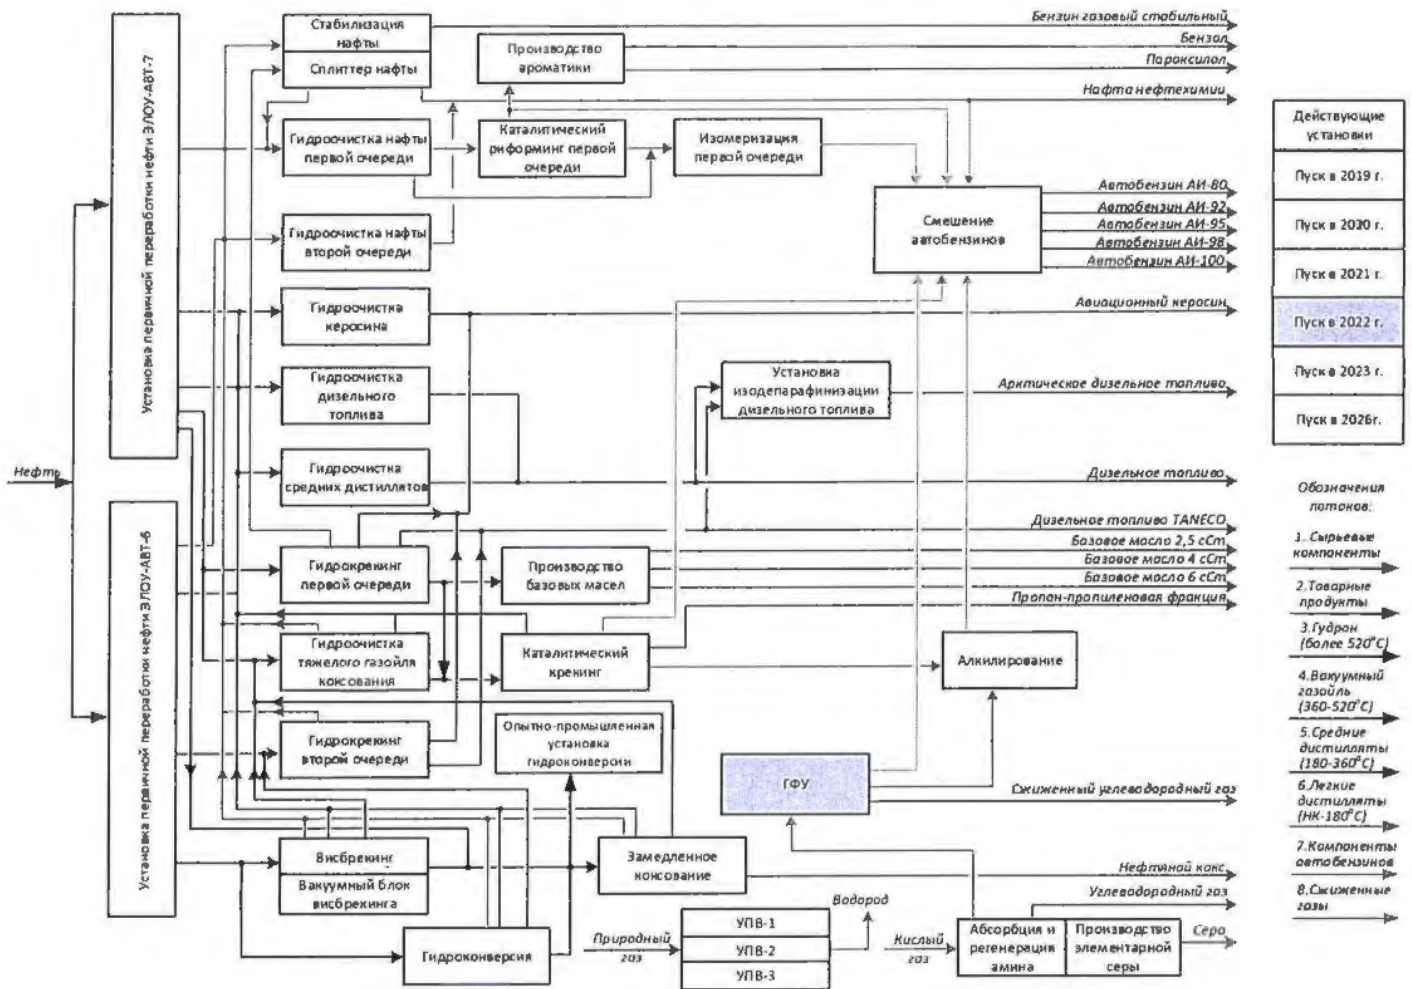 Установка первичной переработки нефти ЭЛОУ-АВТ-7
Установка первичной переработки нефти ЭЛОУ-АВТ-6
Нефть
Стабилизация
нафты
Сплиттер нафты
Производство
ароматики
Гидроочистка нафты
первой очереди
Каталитический
риформинг первой
очереди
Изомеризация
первой очереди
Гидроочистка нафты
второй очереди
Смешение
автобензинов
Гидроочистка
керосина
Гидроочистка
дизельного
топлива
Установка
изодепарафинизации
дизельного топлива
Гидроочистка
средних дистиллятов
Гидрокрекинг
первой очереди
Производство
базовых масел
Гидроочистка
тяжелого газойля
коксования
Каталитический
крекинг
Алкилирование
Гидрокрекинг
второй очереди
Опытно-промышленная
установка
гидроконверсии
ГФУ
Висбрекинг
Вакуумный блок
висбрекинга
Замедленное
коксование
Гидроконверсия
Природный
газ
УПВ-1
УПВ-2
УПВ-3
Водород
Кислый
газ
Абсорбция и
регенерация
амина
Производство
элементарной
серы
Бензин газовый стабильный
Бензол
Параксилол
Нафта нефтехимии
Автобензин АИ-80
Автобензин АИ-92
Автобензин АИ-95
Автобензин АИ-98
Автобензин АИ-100
Авиационный керосин
Арктическое дизельное топливо
Дизельное топливо
Дизельное топливо TANECO
Базовое масло 2,5 сСт
Базовое масло 4 сСт
Базовое масло 6 сСт
Пропан-пропиленовая фракция
Сжиженный углеводородный газ
Нефтяной кокс
Углеводородный газ
Сера
Действующие
установки
Пуск в 2019 г.
Пуск в 2020 г.
Пуск в 2021 г.
Пуск в 2022 г.
Пуск в 2023 г.
Пуск в 2026г.
Обозначения
потоков:
1. Сырьевые
компоненты
2.Товарные
продукты
3.Гудрон
(более 520°С)
4.Вакуумный
газойль
(360-520°С)
5.Средние
дистилляты
(180-360°С)
6.Легкие
дистилляты
(НК-180°С)
7.Компоненты
автобензинов
8.Сжиженные
газы